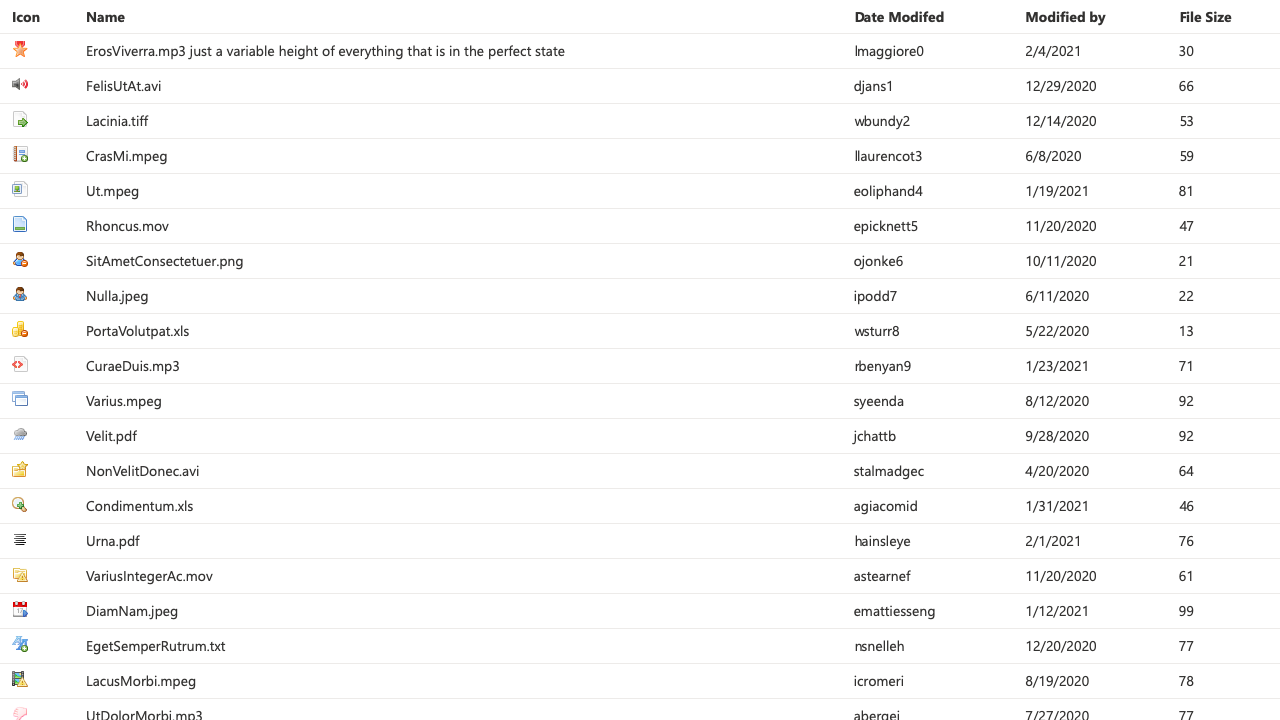 Icon Name Date Modifed Modified by File Size
ErosViverra.mp3 just a variable height of everything that is in the perfect state lmaggiore0 2/4/2021 30
FelisUtAt.avi djans1 12/29/2020 66
Lacinia.tiff wbundy2 12/14/2020 53
CrasMi.mpeg llaurencot3 6/8/2020 59
Ut.mpeg eoliphand4 1/19/2021 81
Rhoncus.mov epicknett5 11/20/2020 47
SitAmetConsectetuer.png ojonke6 10/11/2020 21
Nulla.jpeg ipodd7 6/11/2020 22
PortaVolutpat.xls wsturr8 5/22/2020 13
CuraeDuis.mp3 rbenyan9 1/23/2021 71
Varius.mpeg syeenda 8/12/2020 92
Velit.pdf jchattb 9/28/2020 92
NonVelitDonec.avi stalmadgec 4/20/2020 64
Condimentum.xls agiacomid 1/31/2021 46
Urna.pdf hainsleye 2/1/2021 76
VariusIntegerAc.mov astearnef 11/20/2020 61
DiamNam.jpeg emattiesseng 1/12/2021 99
EgetSemperRutrum.txt nsnelleh 12/20/2020 77
LacusMorbi.mpeg icromeri 8/19/2020 78
UtDolorMorbi.mp3 abergej 7/27/2020 77